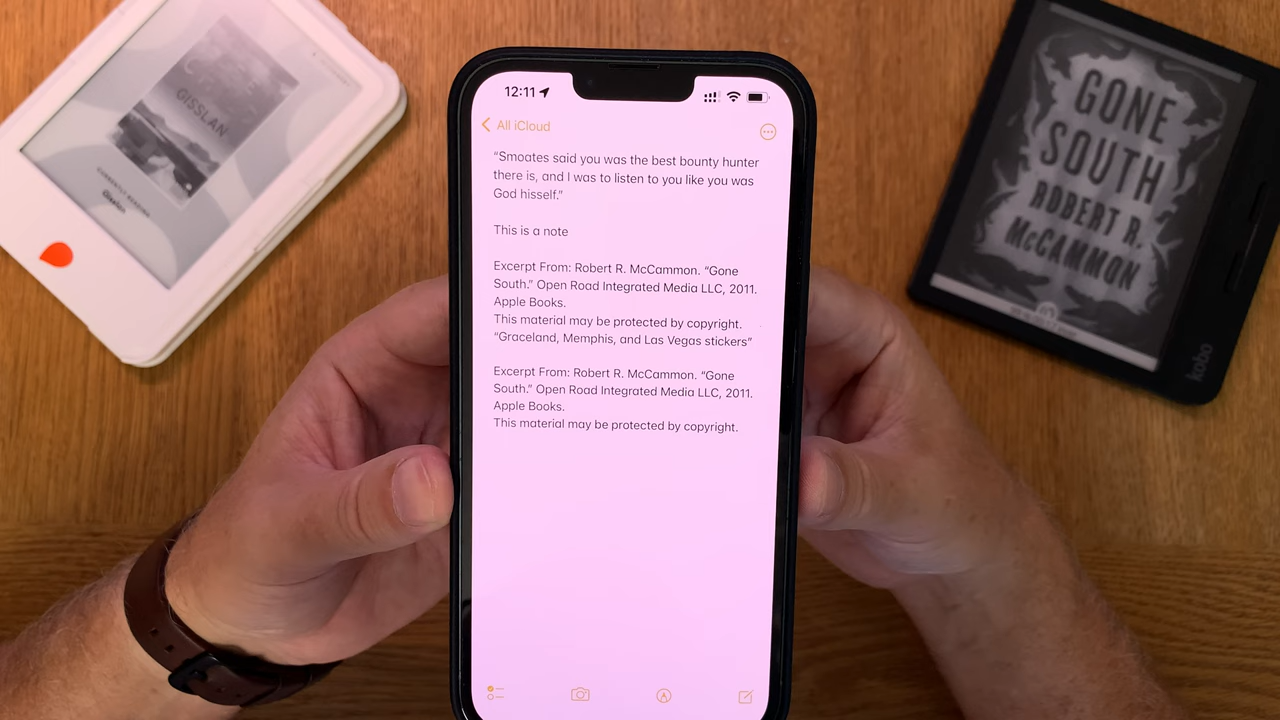 12:11
All iCloud
“Smoates said you was the best bounty hunter
there is, and I was to listen to you like you was
God hisself.”
This is a note
Excerpt From: Robert R. McCammon. “Gone
South.” Open Road Integrated Media LLC, 2011.
Apple Books.
This material may be protected by copyright.
“Graceland, Memphis, and Las Vegas stickers”
Excerpt From: Robert R. McCammon. “Gone
South.” Open Road Integrated Media LLC, 2011.
Apple Books.
This material may be protected by copyright.
GISSLAN
CURRENTLY READING
Gisslan
GONE
SOUTH
ROBERT R.
McCAMMON
kobo